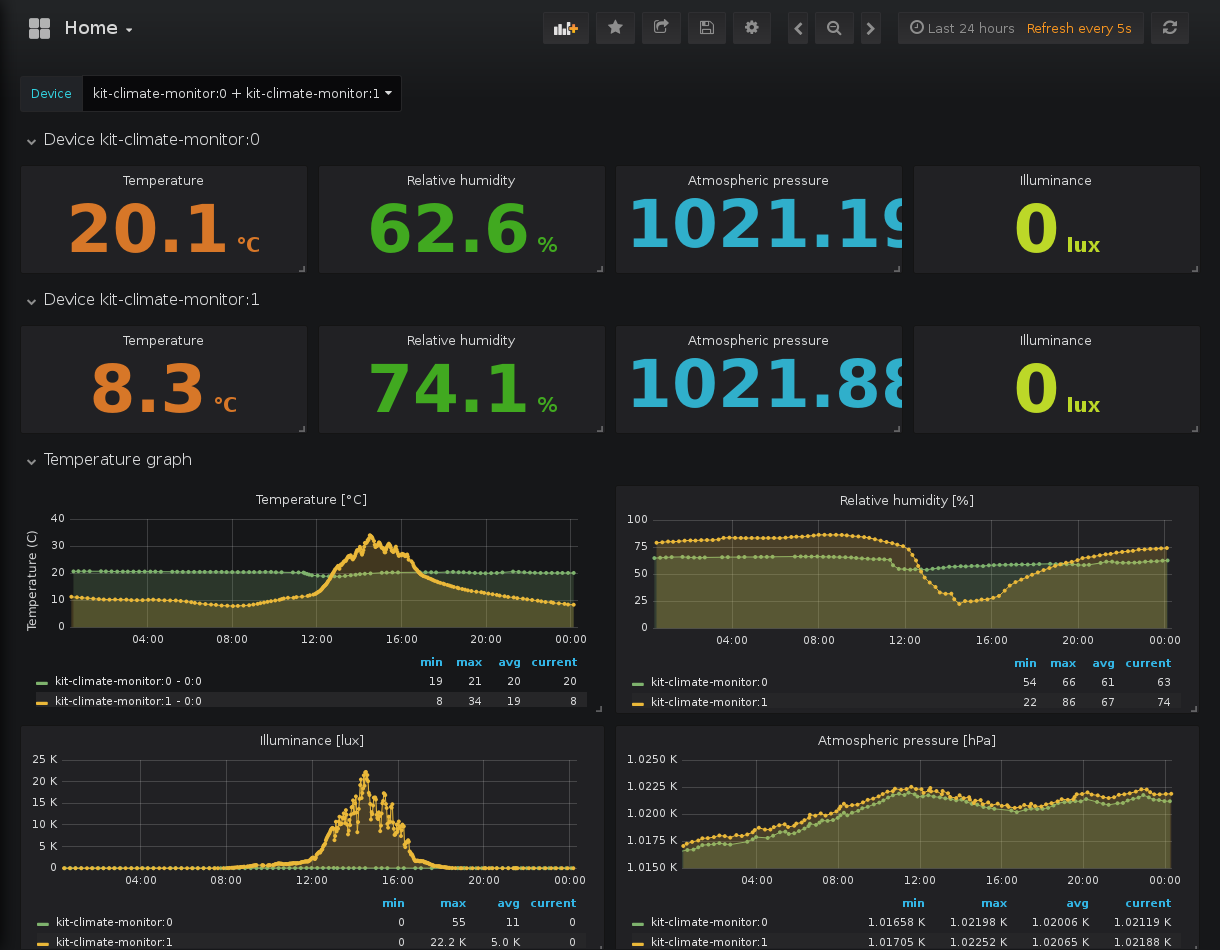 Home
Last 24 hours Refresh every 5s
Device kit-climate-monitor:0 + kit-climate-monitor:1
Device kit-climate-monitor:0
Temperature Relative humidity Atmospheric pressure Illuminance
20.1 °C 62.6 % 1021.19 0 lux
Device kit-climate-monitor:1
Temperature Relative humidity Atmospheric pressure Illuminance
8.3 °C 74.1 % 1021.88 0 lux
Temperature graph
Temperature [°C]
Temperature (C)
40
30
20
10
0
04:00 08:00 12:00 16:00 20:00 00:00
min max avg current
kit-climate-monitor:0 - 0:0 19 21 20 20
kit-climate-monitor:1 - 0:0 8 34 19 8
Relative humidity [%]
100
75
50
25
0
04:00 08:00 12:00 16:00 20:00 00:00
min max avg current
kit-climate-monitor:0 54 66 61 63
kit-climate-monitor:1 22 86 67 74
Illuminance [lux]
25 K
20 K
15 K
10 K
5 K
0
04:00 08:00 12:00 16:00 20:00 00:00
min max avg current
kit-climate-monitor:0 0 55 11 0
kit-climate-monitor:1 0 22.2 K 5.0 K 0
Atmospheric pressure [hPa]
1.0250 K
1.0225 K
1.0200 K
1.0175 K
1.0150 K
04:00 08:00 12:00 16:00 20:00 00:00
min max avg current
kit-climate-monitor:0 1.01658 K 1.02198 K 1.02006 K 1.02119 K
kit-climate-monitor:1 1.01705 K 1.02252 K 1.02065 K 1.02188 K